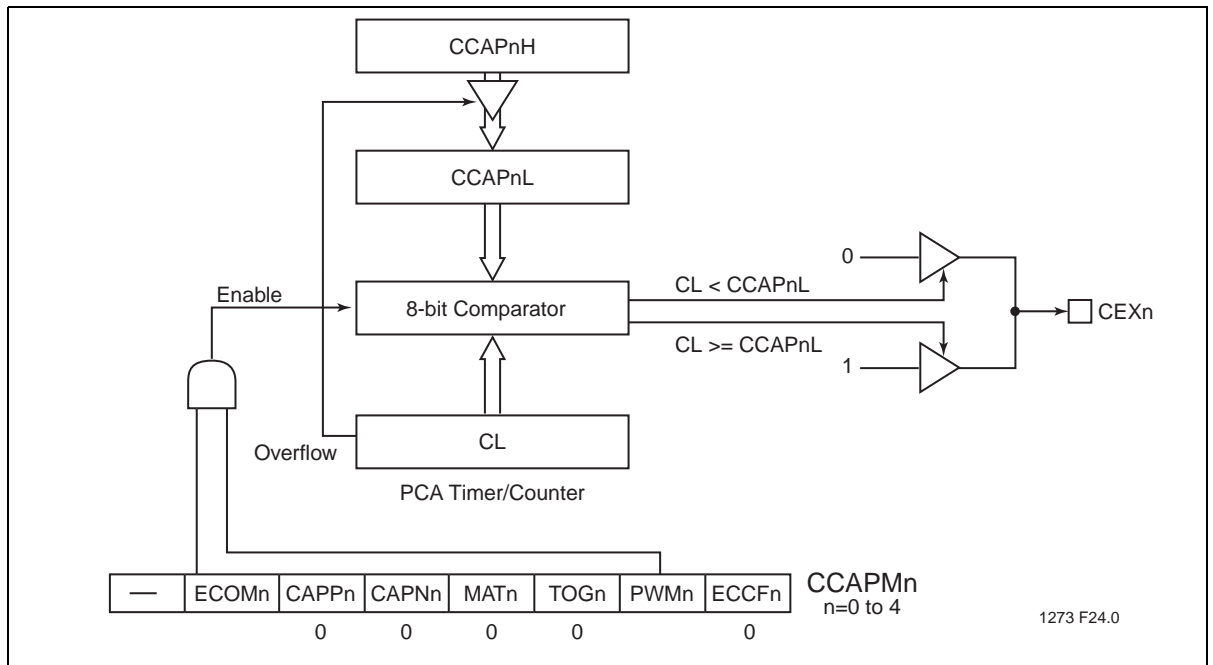 CCAPnH
CCAPnL
0
CL < CCAPnL
Enable
8-bit Comparator
CEXn
CL >= CCAPnL
1
Overflow
CL
PCA Timer/Counter
— ECOMn CAPPn CAPNn MATn TOGn PWMn ECCFn CCAPMn
n=0 to 4
0 0 0 0 0
1273 F24.0